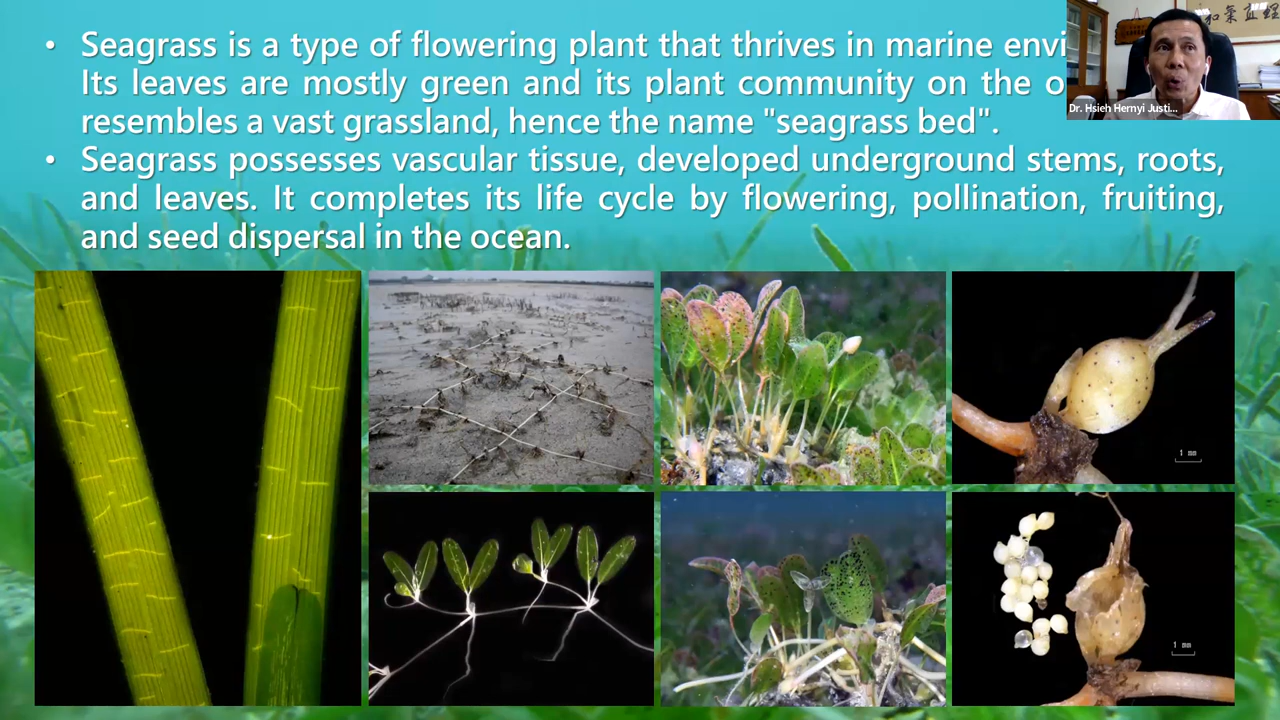 • Seagrass is a type of flowering plant that thrives in marine envi
Its leaves are mostly green and its plant community on the o
resembles a vast grassland, hence the name "seagrass bed".
• Seagrass possesses vascular tissue, developed underground stems, roots,
and leaves. It completes its life cycle by flowering, pollination, fruiting,
and seed dispersal in the ocean.
Dr. Hsieh Hernyi Justi...
1 mm
1 mm